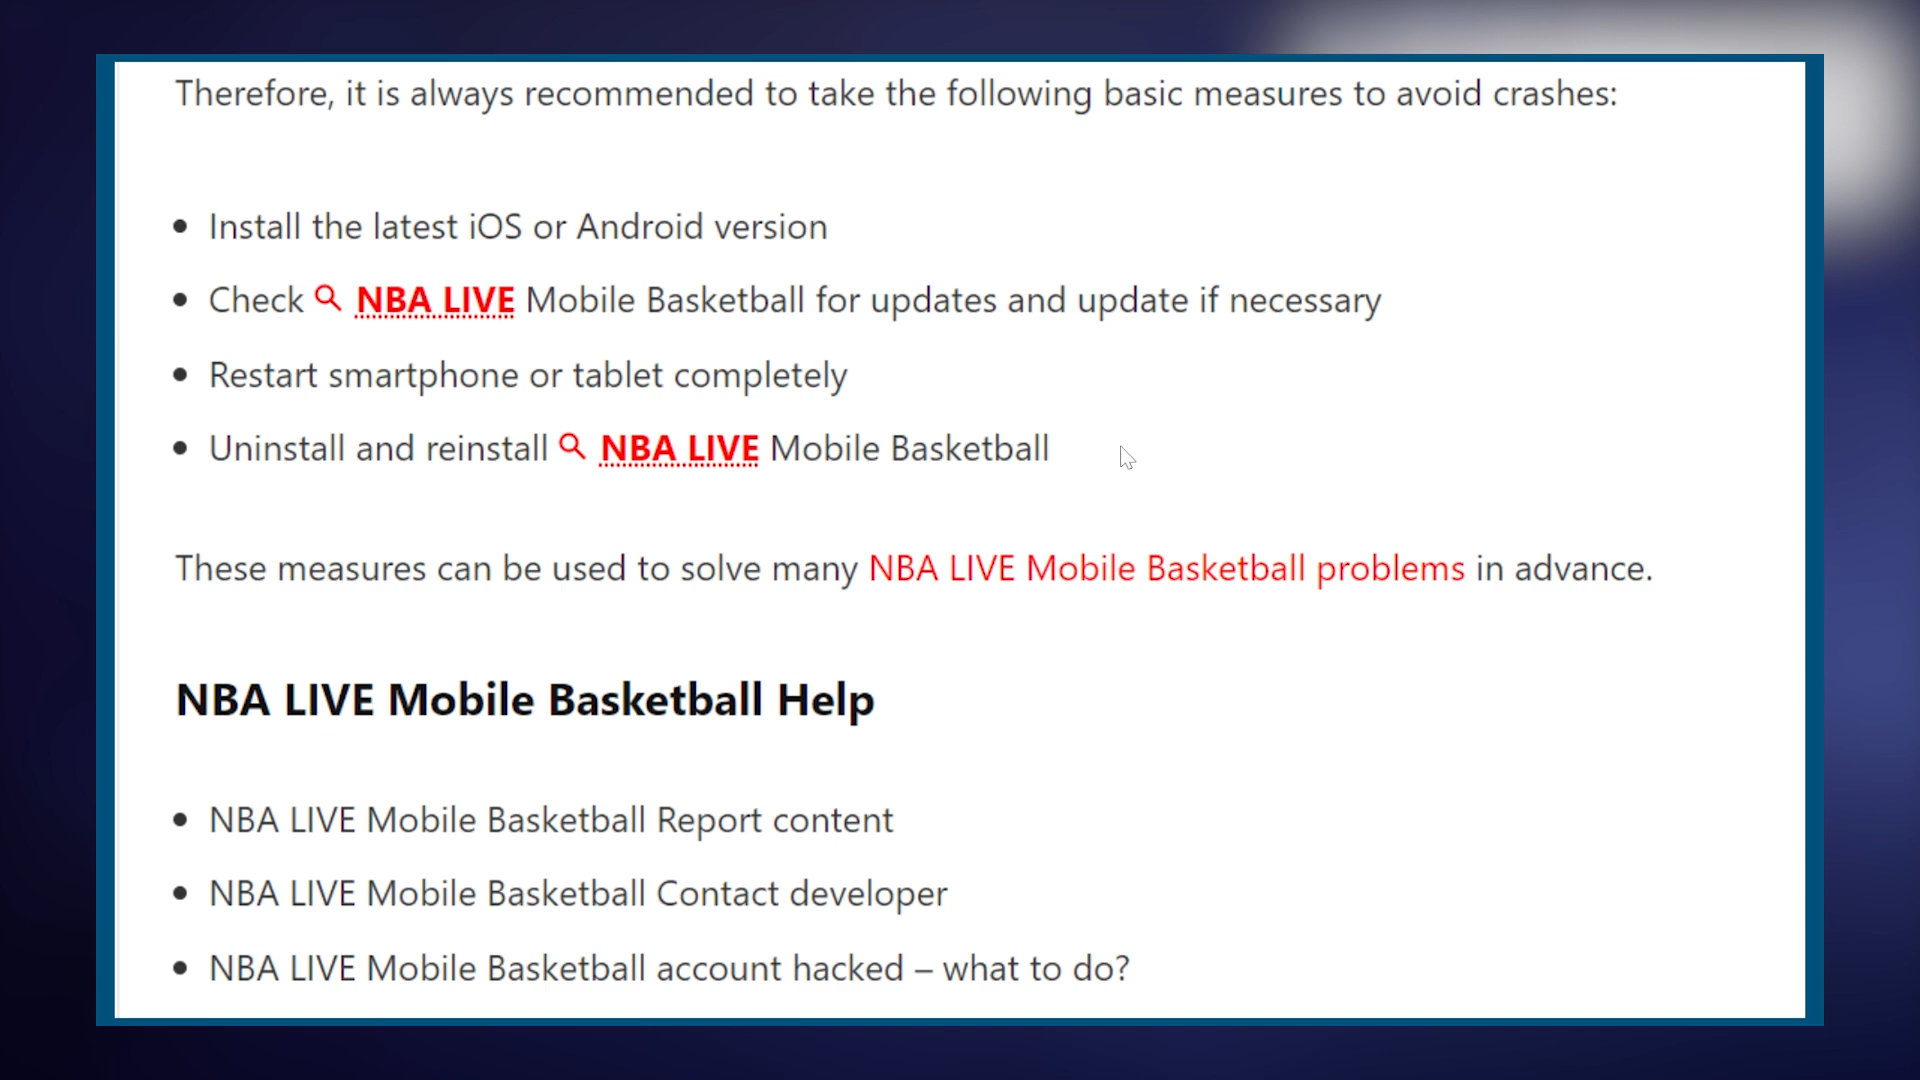 Therefore, it is always recommended to take the following basic measures to avoid crashes:
• Install the latest iOS or Android version
• Check NBA LIVE Mobile Basketball for updates and update if necessary
• Restart smartphone or tablet completely
• Uninstall and reinstall NBA LIVE Mobile Basketball
These measures can be used to solve many NBA LIVE Mobile Basketball problems in advance.
NBA LIVE Mobile Basketball Help
• NBA LIVE Mobile Basketball Report content
• NBA LIVE Mobile Basketball Contact developer
• NBA LIVE Mobile Basketball account hacked – what to do?